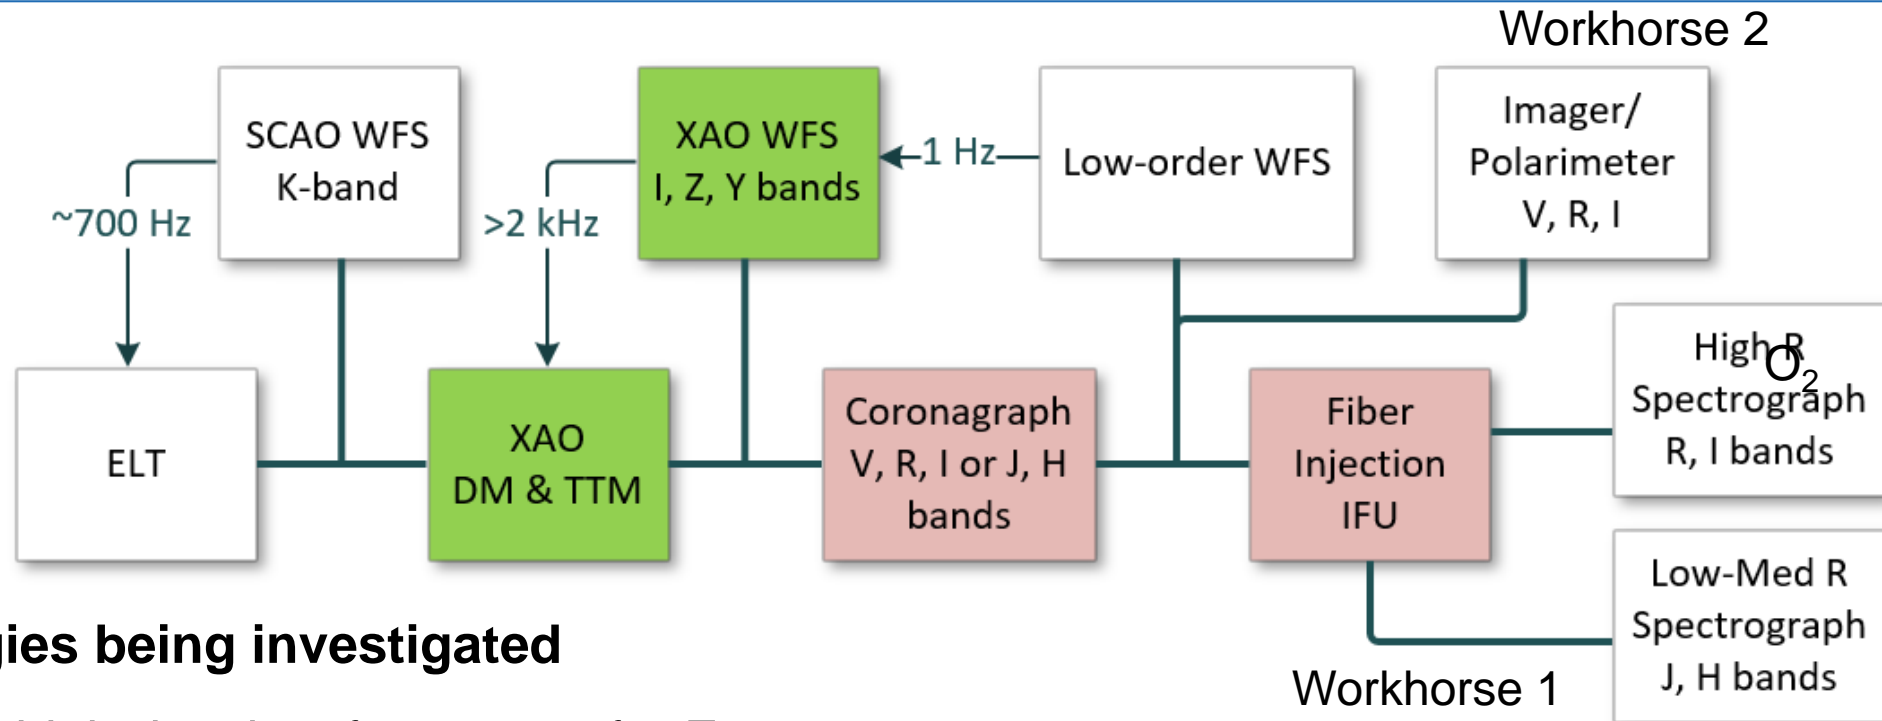 Workhorse 2
SCAO WFS
K-band
XAO WFS
I, Z, Y bands
1 Hz
Low-order WFS
Imager/
Polarimeter
V, R, I
~700 Hz
>2 kHz
ELT
XAO
DM & TTM
Coronagraph
V, R, I or J, H
bands
Fiber
Injection
IFU
High R
Spectrograph
R, I bands
O2
Low-Med R
Spectrograph
J, H bands
being investigated
Workhorse 1